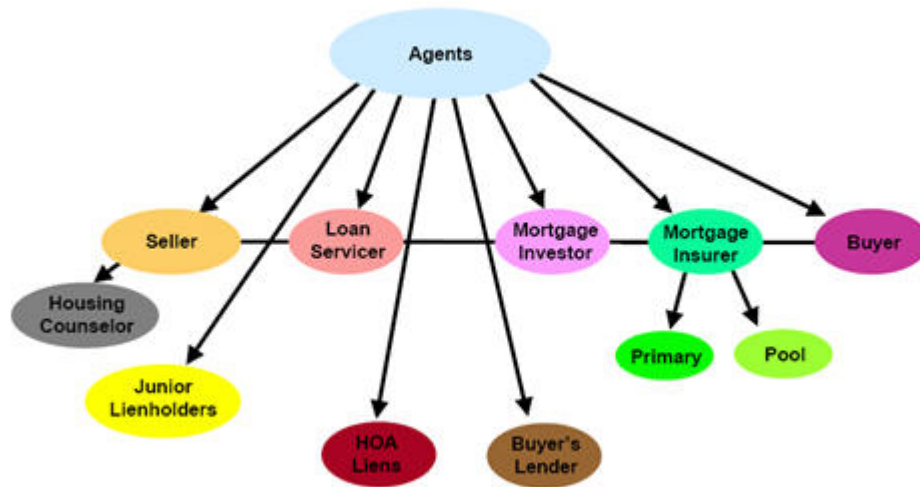 Agents
Seller
Loan
Servicer
Mortgage
Investor
Mortgage
Insurer
Buyer
Housing
Counselor
Junior
Lienholders
Primary
Pool
HOA
Liens
Buyer's
Lender